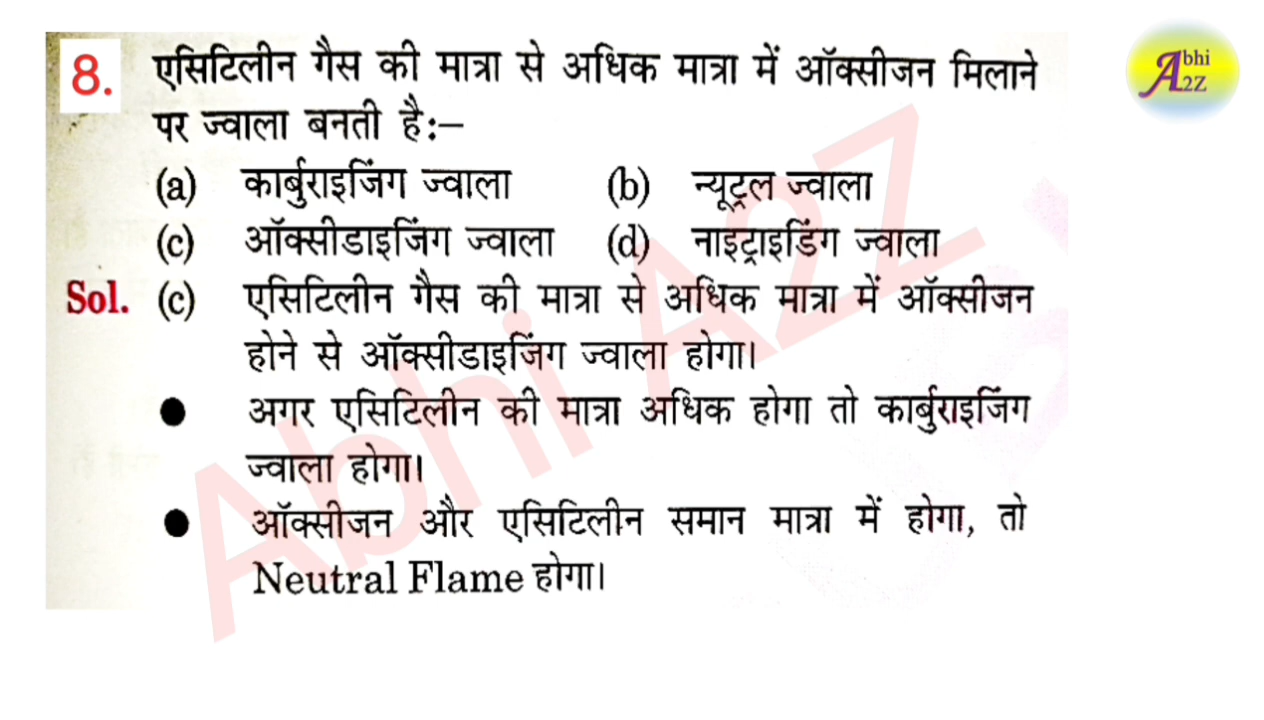 8. एसिटिलीन गैस की मात्रा से अधिक मात्रा में ऑक्सीजन मिलाने
पर ज्वाला बनती है:–
(a) कार्बुराइजिंग ज्वाला (b) न्यूट्रल ज्वाला
(c) ऑक्सीडाइजिंग ज्वाला (d) नाइट्राइडिंग ज्वाला
Sol. (c) एसिटिलीन गैस की मात्रा से अधिक मात्रा में ऑक्सीजन
होने से ऑक्सीडाइजिंग ज्वाला होगा।
● अगर एसिटिलीन की मात्रा अधिक होगा तो कार्बुराइजिंग
ज्वाला होगा।
● ऑक्सीजन और एसिटिलीन समान मात्रा में होगा, तो
Neutral Flame होगा।
Abhi A2Z
Abhi
A2Z